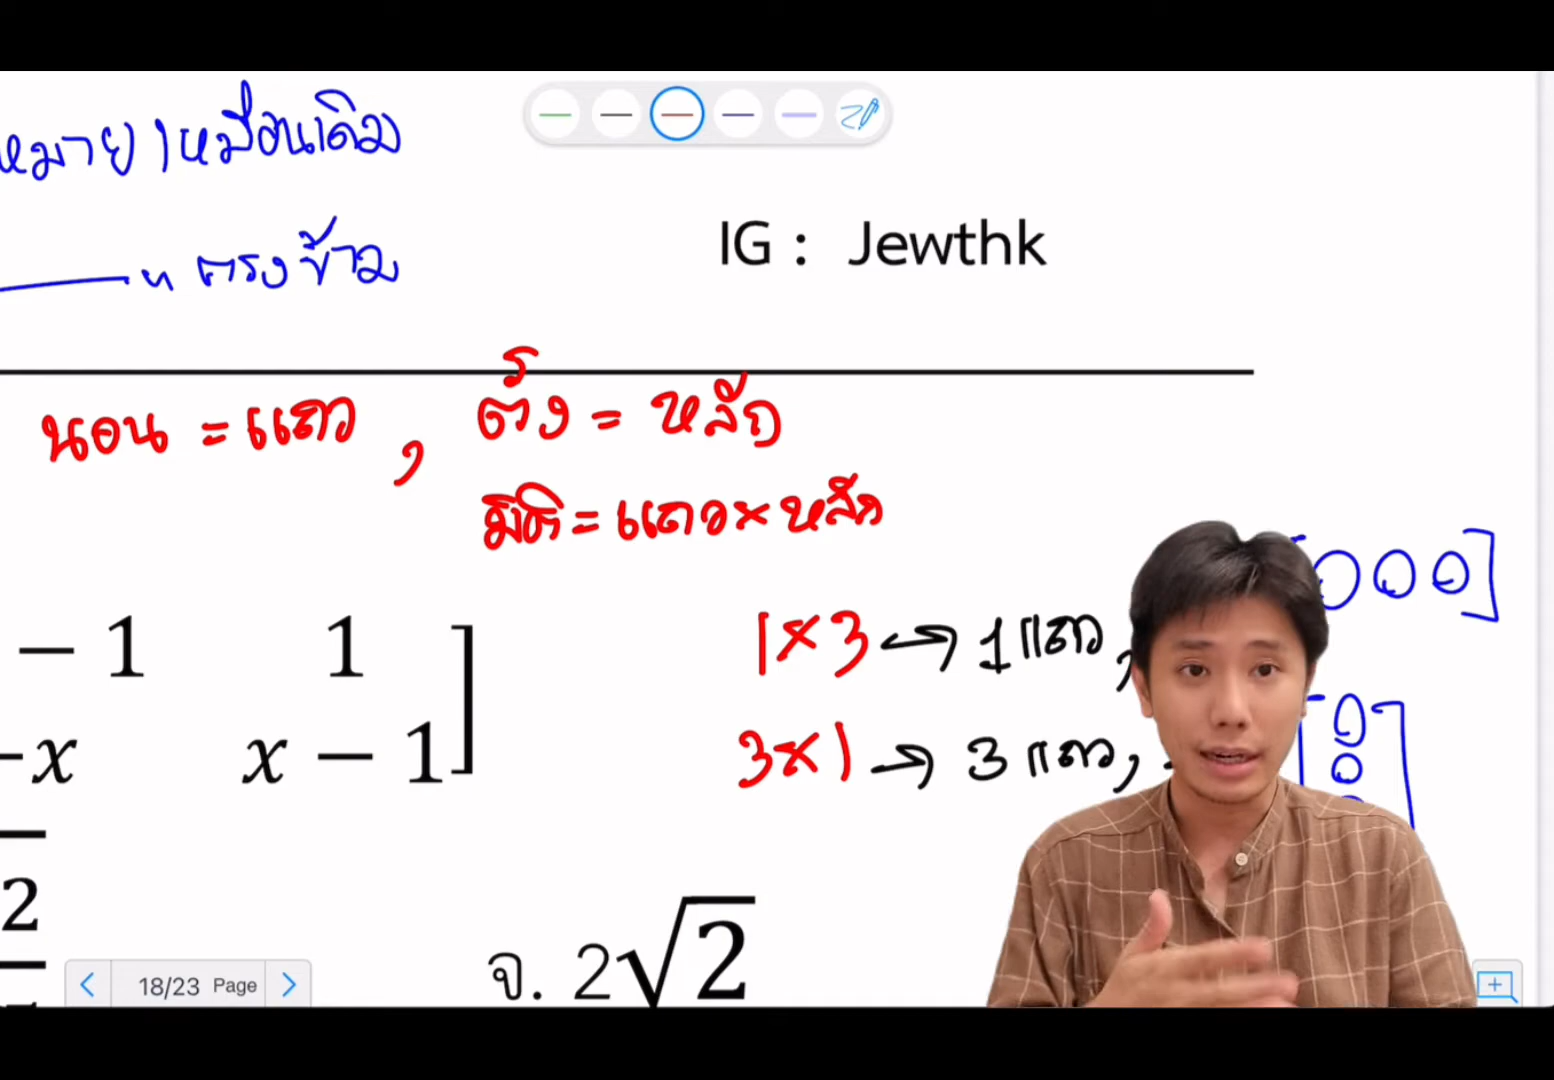 หมาย เหมือนเดิม
" ตรงข้าม
IG : Jewthk
นอน = แถว , ตั้ง = หลัก
มิติ = แถว × หลัก
[000]
− 1 1]
1×3 → 1 แถว,
-x x − 1]
3×1 → 3 แถว,
0
0
2
จ. 2√2
18/23 Page